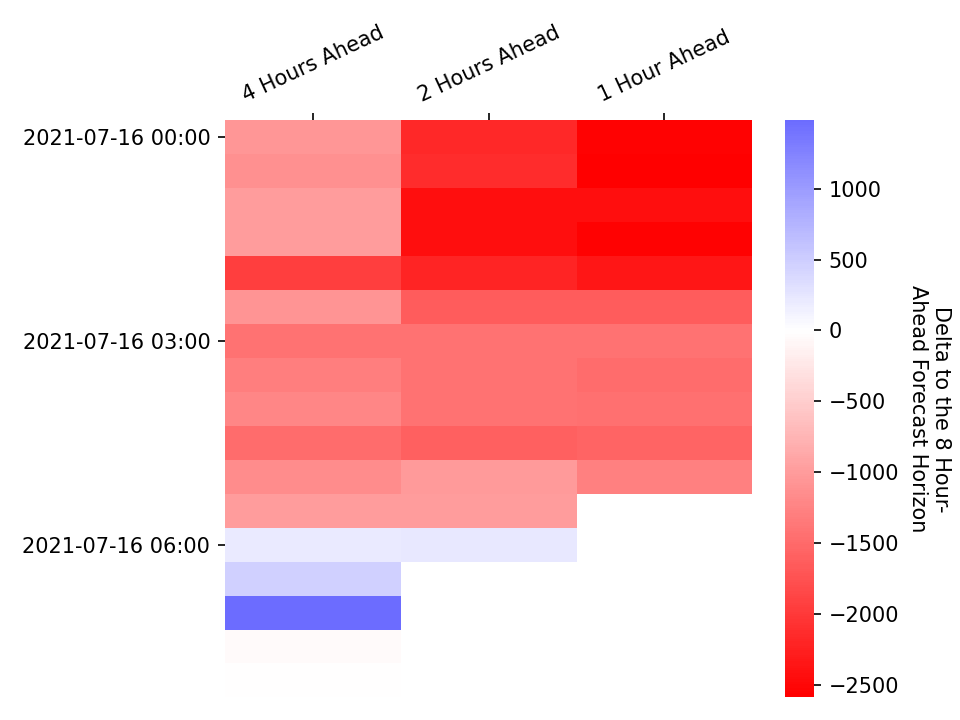 4 Hours Ahead
2 Hours Ahead
1 Hour Ahead
2021-07-16 00:00
2021-07-16 03:00
2021-07-16 06:00
1000
500
0
−500
−1000
−1500
−2000
−2500
Delta to the 8 Hour-
Ahead Forecast Horizon